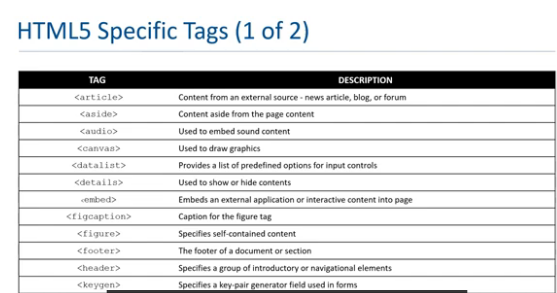 HTML5 Specific Tags (1 of 2)
TAG DESCRIPTION
<article> Content from an external source - news article, blog, or forum
<aside> Content aside from the page content
<audio> Used to embed sound content
<canvas> Used to draw graphics
<datalist> Provides a list of predefined options for input controls
<details> Used to show or hide contents
<embed> Embeds an external application or interactive content into page
<figcaption> Caption for the figure tag
<figure> Specifies self-contained content
<footer> The footer of a document or section
<header> Specifies a group of introductory or navigational elements
<keygen> Specifies a key-pair generator field used in forms